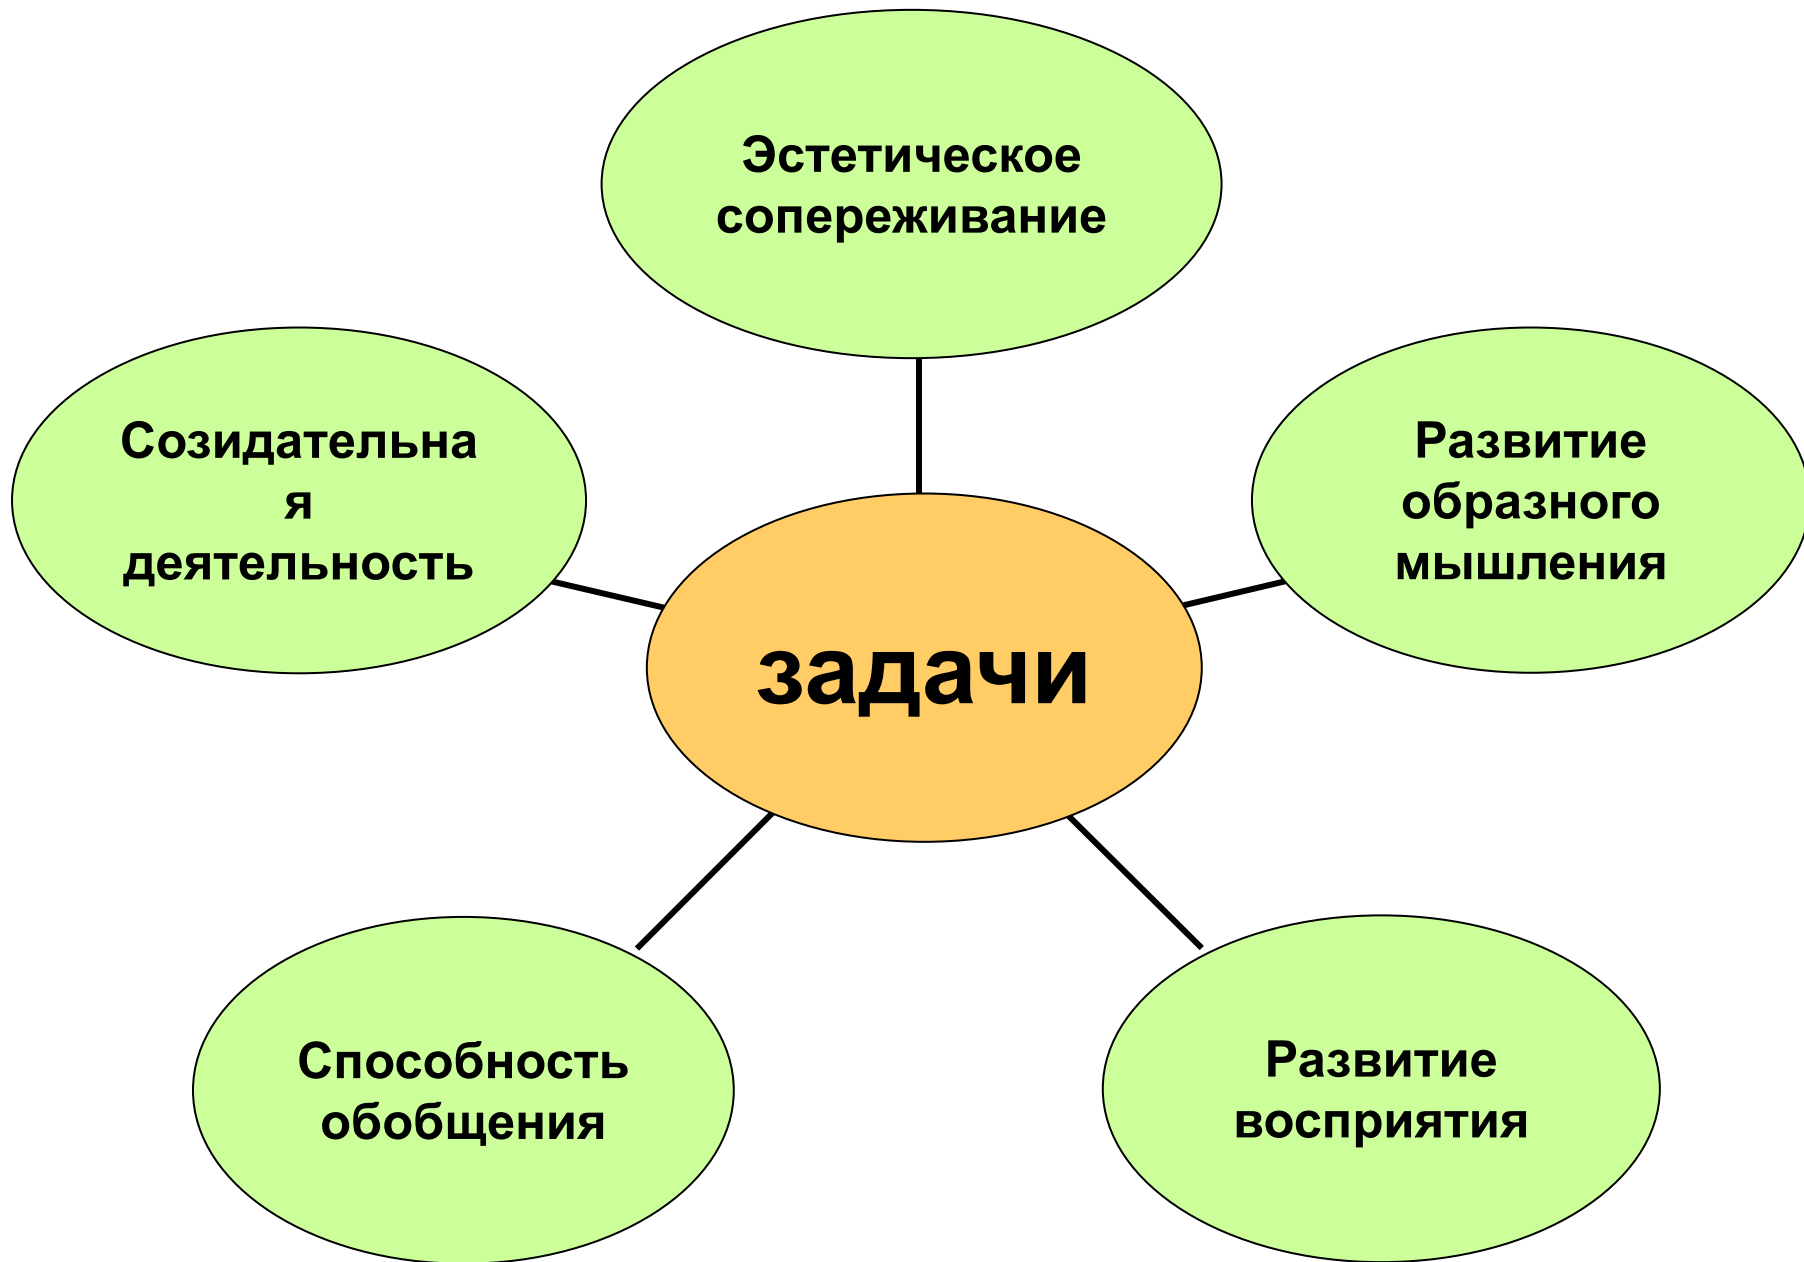 Эстетическое
сопереживание
Созидательна
я
деятельность
Развитие
образного
мышления
задачи
Способность
обобщения
Развитие
восприятия